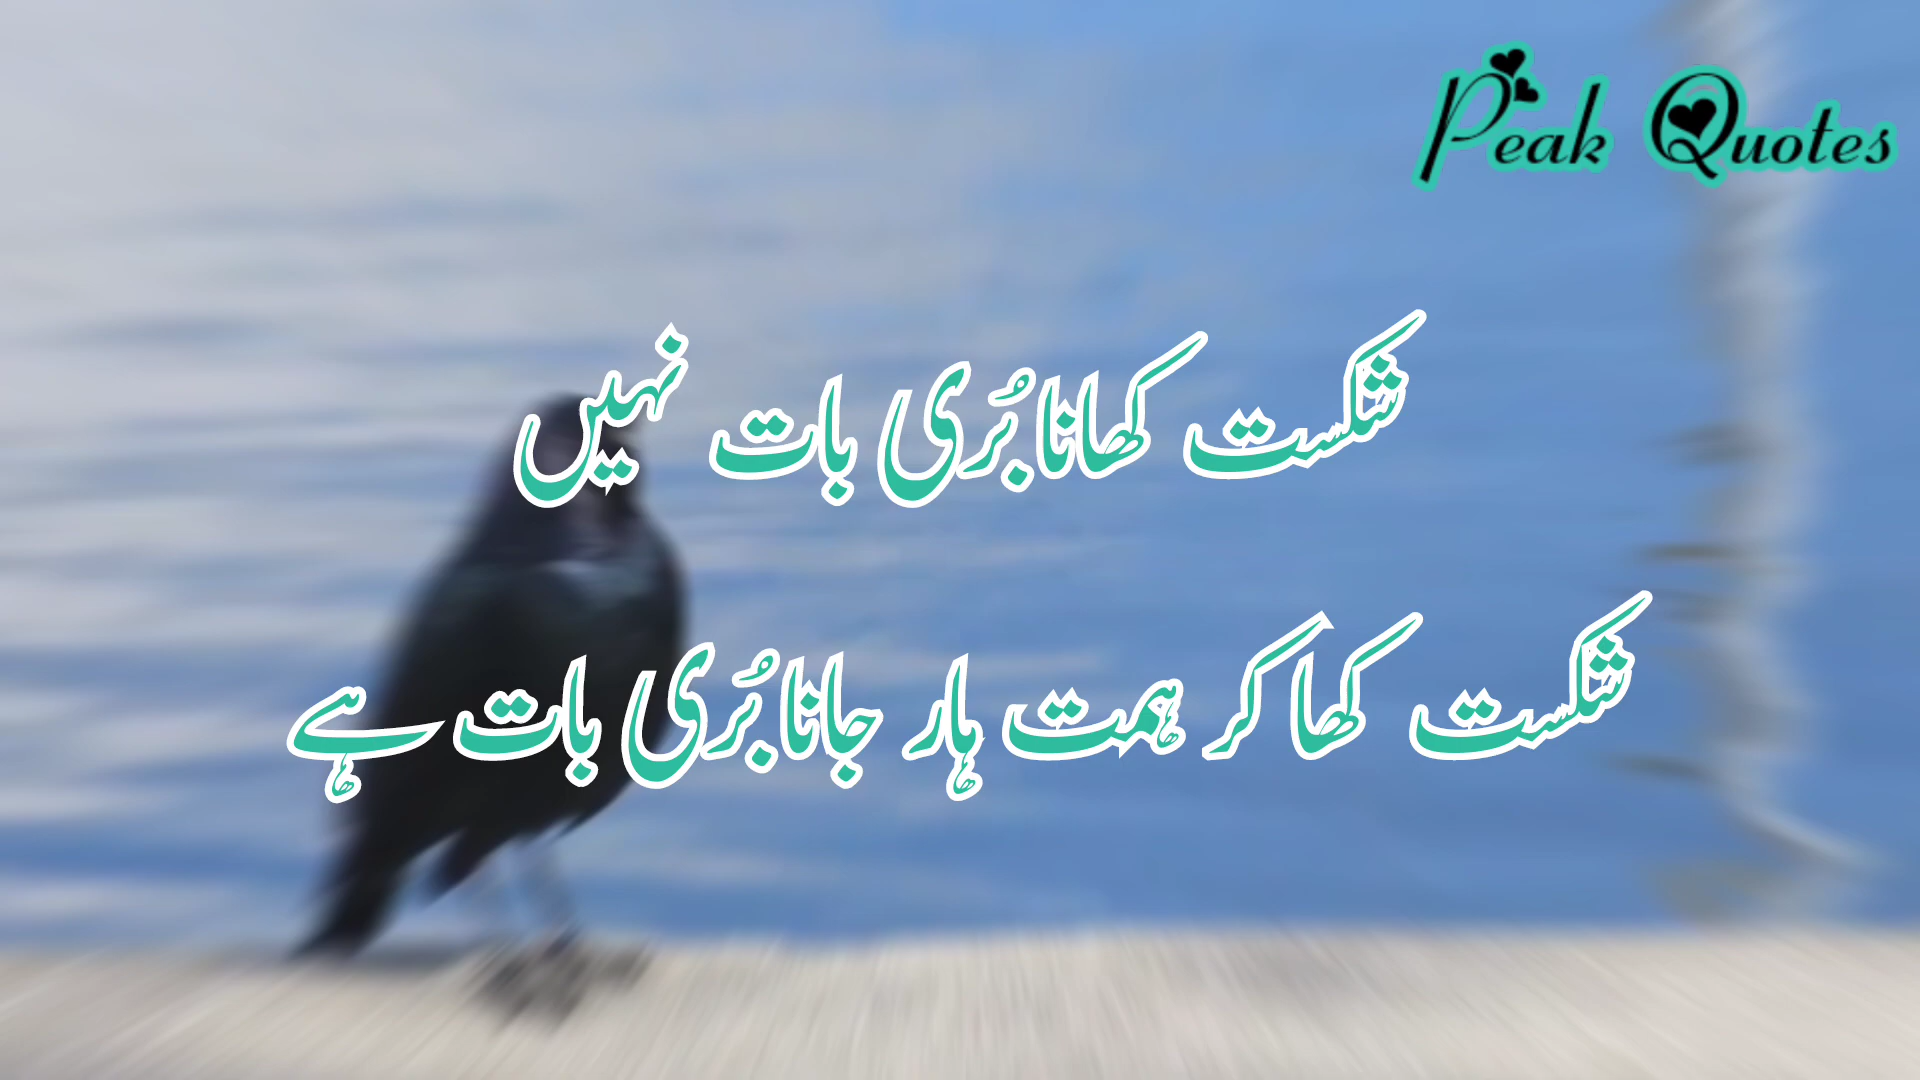 Peak Quotes
شکست کھانا بُری بات نہیں
شکست کھا کر ہمت ہار جانا بُری بات ہے